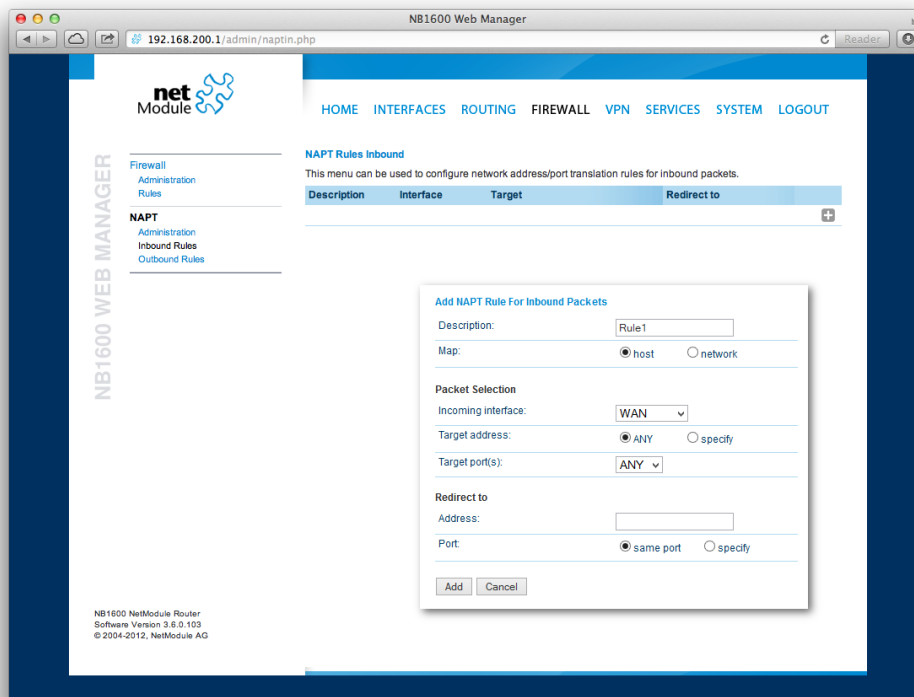 NB1600 Web Manager
192.168.200.1/admin/naptin.php
Reader
net
Module
HOME INTERFACES ROUTING FIREWALL VPN SERVICES SYSTEM LOGOUT
NB1600 WEB MANAGER
Firewall
Administration
Rules
NAPT
Administration
Inbound Rules
Outbound Rules
NAPT Rules Inbound
This menu can be used to configure network address/port translation rules for inbound packets.
Description Interface Target Redirect to
Add NAPT Rule For Inbound Packets
Description: Rule1
Map: host network
Packet Selection
Incoming interface: WAN
Target address: ANY specify
Target port(s): ANY
Redirect to
Address:
Port: same port specify
Add Cancel
NB1600 NetModule Router
Software Version 3.6.0.103
© 2004-2012, NetModule AG